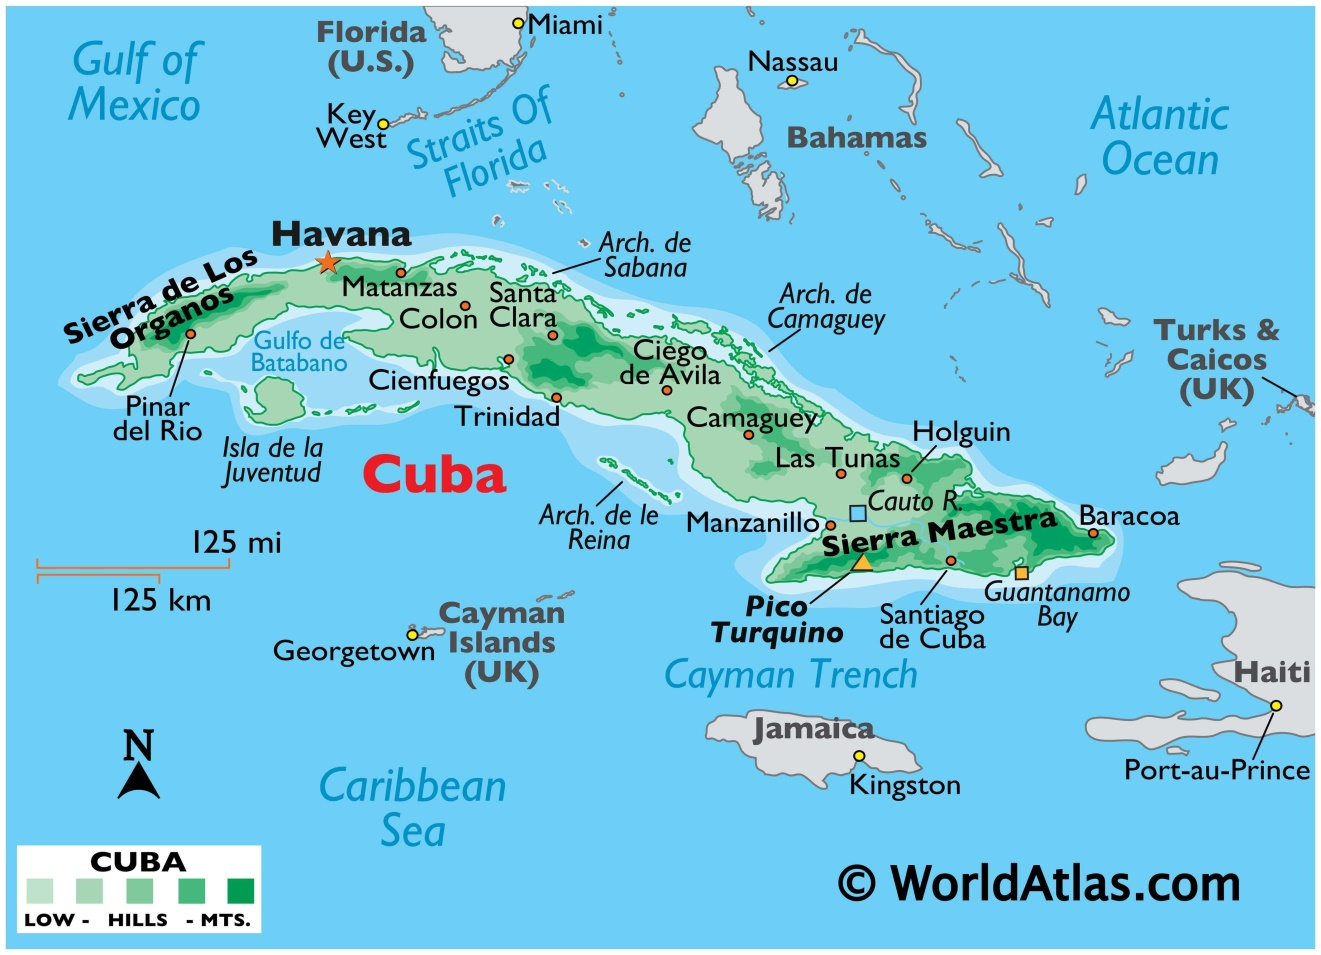 Gulf of
Mexico
Florida
(U.S.)
Miami
Key
West
Straits Of
Florida
Nassau
Bahamas
Atlantic
Ocean
Havana
Sierra de Los
Organos
Matanzas
Colon
Santa
Clara
Arch. de
Sabana
Arch. de
Camaguey
Turks &
Caicos
(UK)
Gulfo de
Batabano
Ciego
de Avila
Cienfuegos
Trinidad
Pinar
del Rio
Isla de la
Juventud
Camaguey
Holguin
Las Tunas
Cuba
Cauto R.
Arch. de le
Reina
Manzanillo
Sierra Maestra
Baracoa
125 mi
125 km
Pico
Turquino
Santiago
de Cuba
Guantanamo
Bay
Cayman
Islands
(UK)
Georgetown
Cayman Trench
Haiti
Jamaica
Kingston
Port-au-Prince
N
Caribbean
Sea
CUBA
LOW - HILLS - MTS.
© WorldAtlas.com